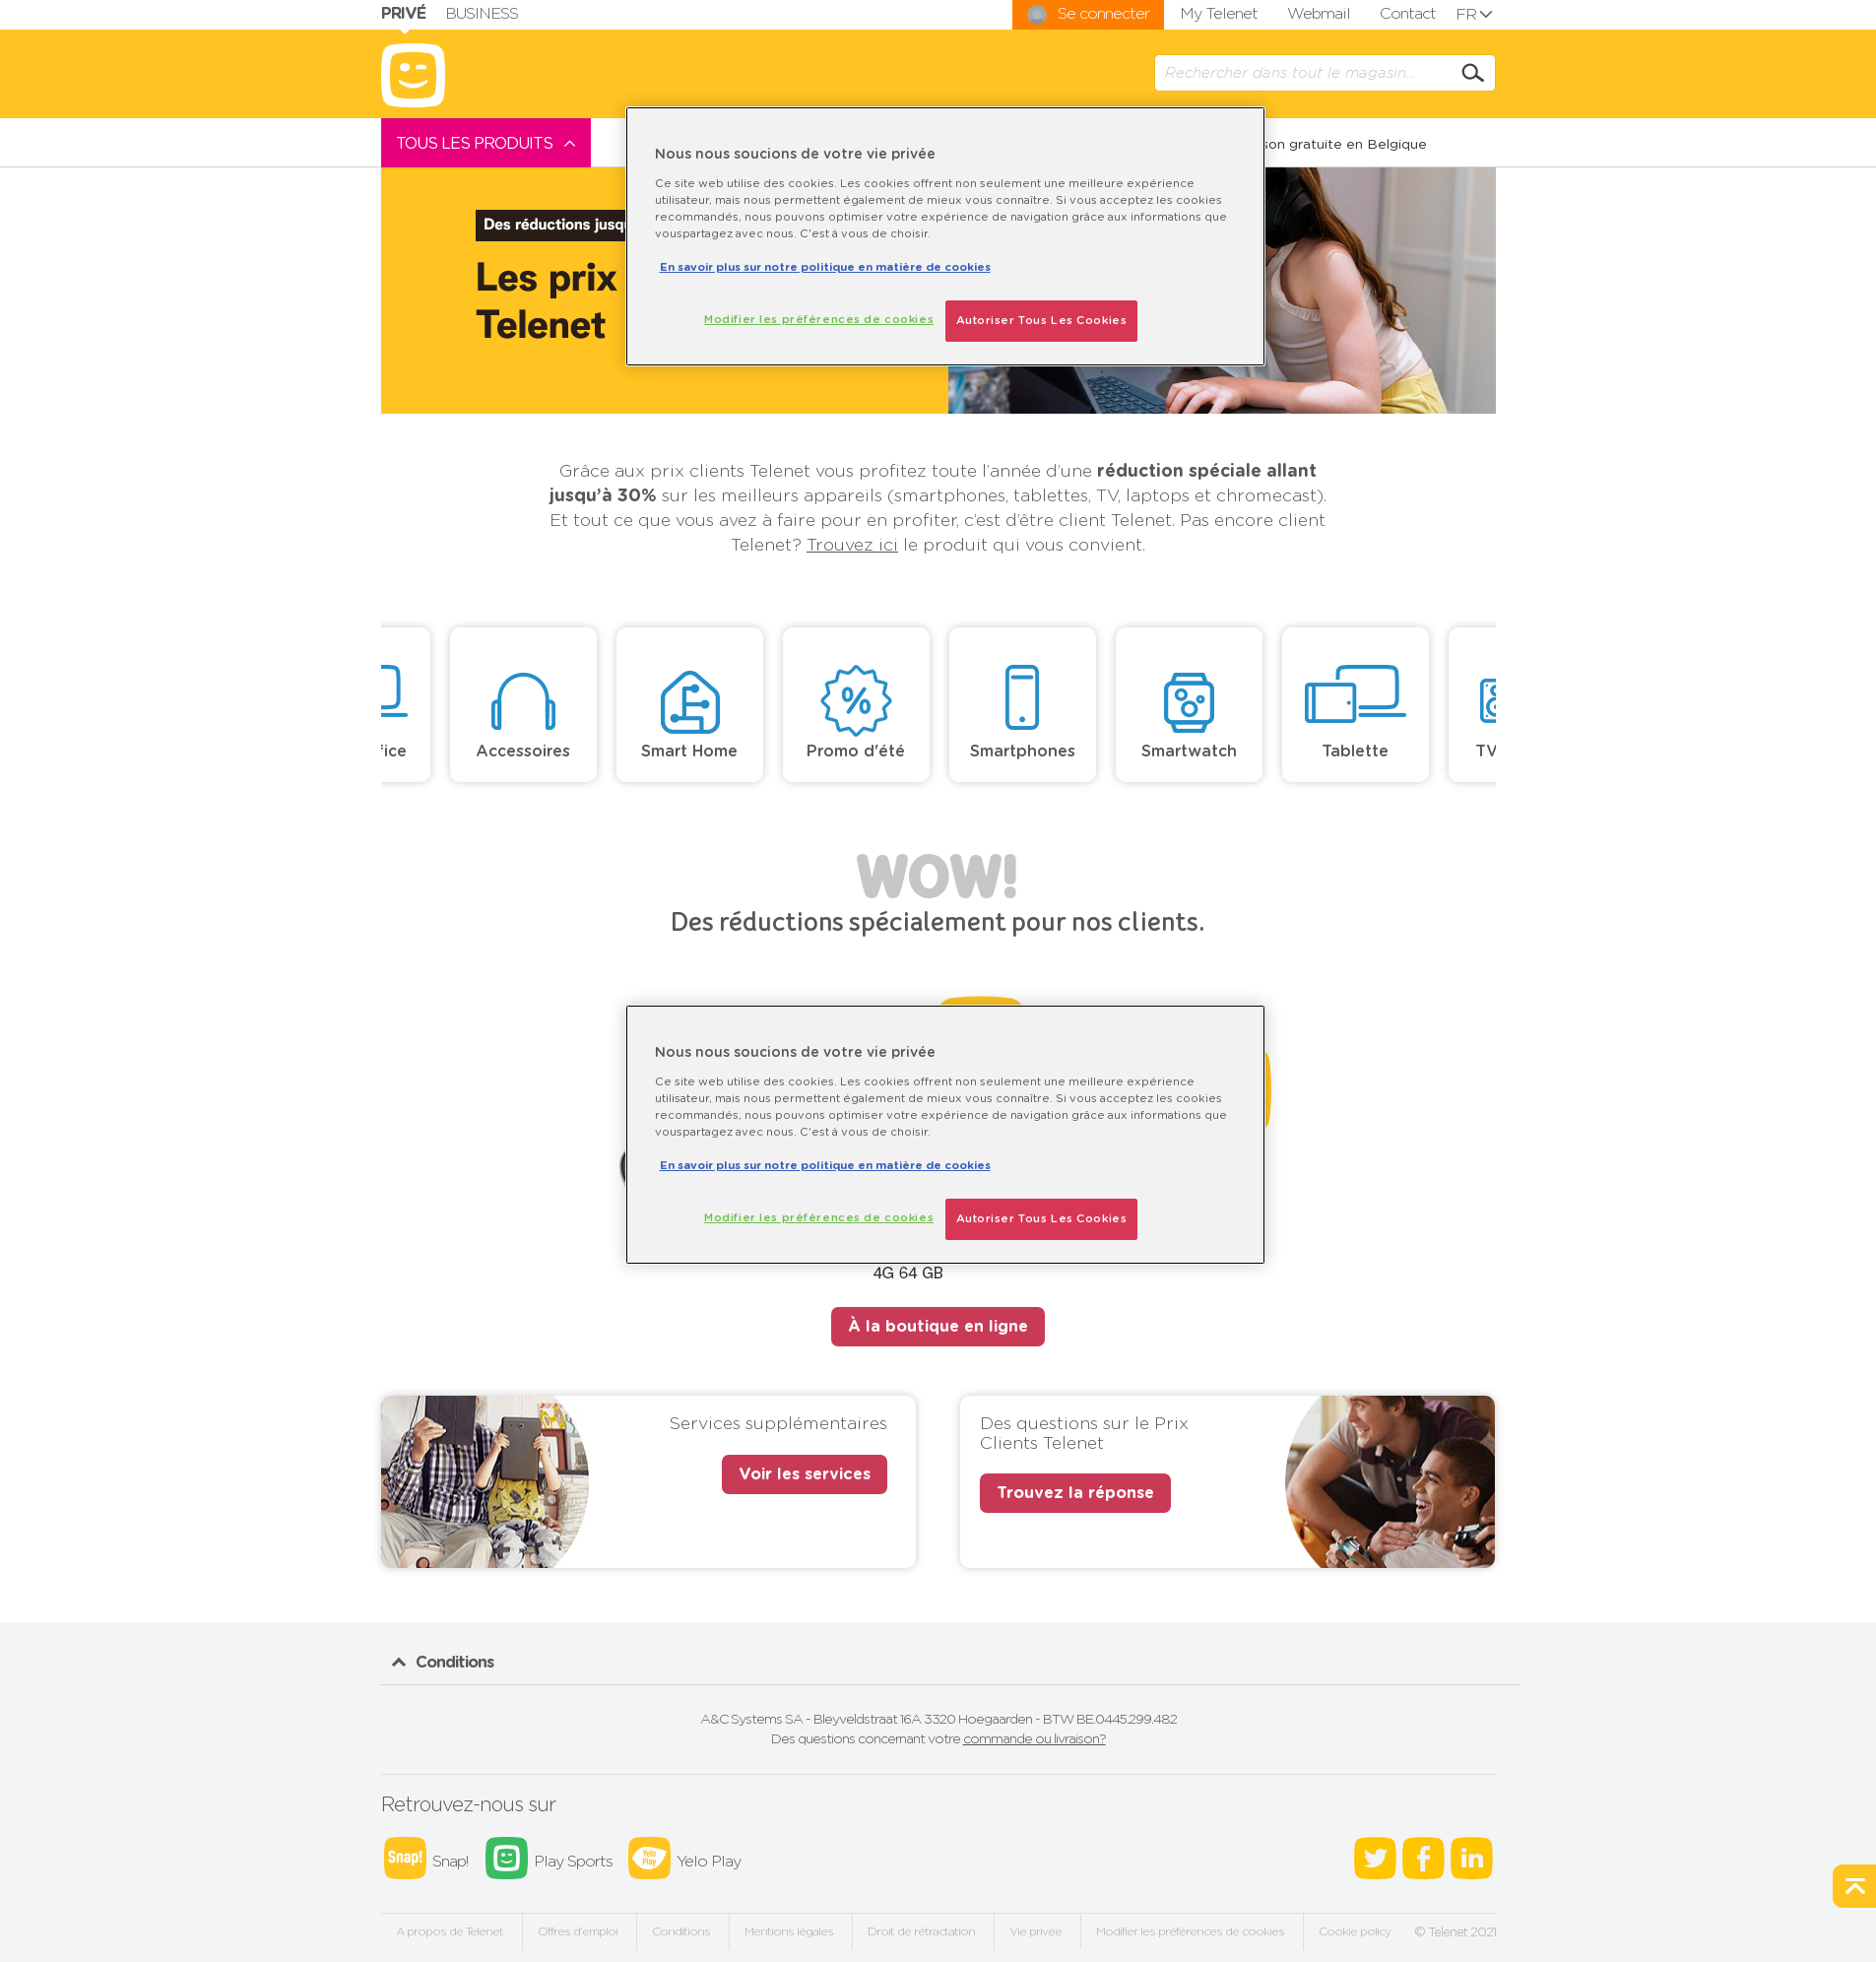 PRIVÉ BUSINESS Se connecter My Telenet Webmail Contact FR
Rechercher dans tout le magasin...
TOUS LES PRODUITS
gratuite en Belgique
Des réductions
Les prix
Telenet
Nous nous soucions de votre vie privée
Ce site web utilise des cookies. Les cookies offrent non seulement une meilleure expérience
utilisateur, mais nous permettent également de mieux vous connaître. Si vous acceptez les cookies
recommandés, nous pouvons optimiser votre expérience de navigation grâce aux informations que
vouspartagez avec nous. C'est à vous de choisir.
En savoir plus sur notre politique en matière de cookies
Modifier les préférences de cookies
Autoriser Tous Les Cookies
Grâce aux prix clients Telenet vous profitez toute l'année d'une réduction spéciale allant
jusqu'à 30% sur les meilleurs appareils (smartphones, tablettes, TV, laptops et chromecast).
Et tout ce que vous avez à faire pour en profiter, c'est d'être client Telenet. Pas encore client
Telenet? Trouvez ici le produit qui vous convient.
Accessoires
Smart Home
Promo d'été
Smartphones
Smartwatch
Tablette
TV
WOW!
Des réductions spécialement pour nos clients.
Nous nous soucions de votre vie privée
Ce site web utilise des cookies. Les cookies offrent non seulement une meilleure expérience
utilisateur, mais nous permettent également de mieux vous connaître. Si vous acceptez les cookies
recommandés, nous pouvons optimiser votre expérience de navigation grâce aux informations que
vouspartagez avec nous. C'est à vous de choisir.
En savoir plus sur notre politique en matière de cookies
Modifier les préférences de cookies
Autoriser Tous Les Cookies
4G 64 GB
À la boutique en ligne
Services supplémentaires
Voir les services
Des questions sur le Prix
Clients Telenet
Trouvez la réponse
Conditions
A&C Systems SA - Bleyveldstraat 16A 3320 Hoegaarden - BTW BE.0445.299.482
Des questions concernant votre commande ou livraison?
Retrouvez-nous sur
Snap! Snap!
Play Sports
Yelo
Play
Yelo Play
A propos de Telenet
Offres d'emploi
Conditions
Mentions légales
Droit de rétractation
Vie privée
Modifier les préférences de cookies
Cookie policy
© Telenet 2021